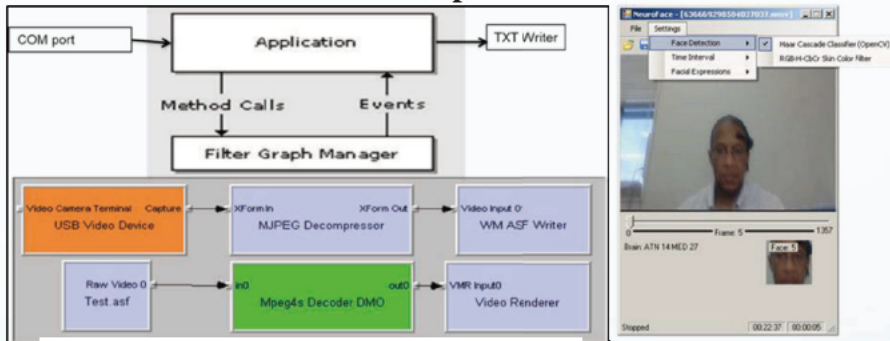 COM port
Application
TXT Writer
Method Calls
Events
Filter Graph Manager
Video Camera Terminal Capture
USB Video Device
XForm In XForm Out
MJPEG Decompressor
Video Input 0
WM ASF Writer
Raw Video 0
Test.asf
in0 out0
Mpeg4s Decoder DMO
VMR Input0
Video Renderer
NeuroFace - [
File Settings
Face Detection
Haar Cascade Classifier (OpenCV)
Time Interval
RGB-H-CbCr Skin Color Filter
Facial Expressions
0 Frame: 5 1357
Brain: ATN 14 MED 27
Face: 5
Stopped 00:22:37 00:00:05